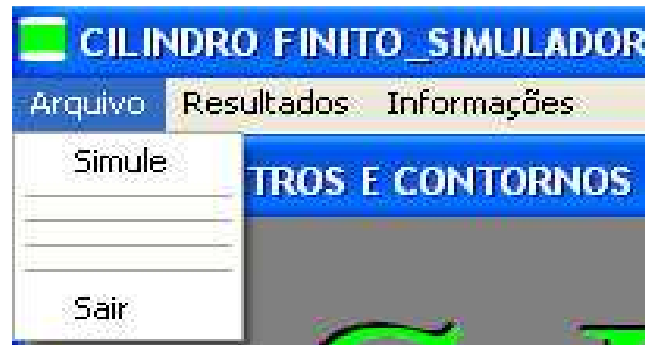 CILINDRO FINITO_SIMULADOR
Arquivo Resultados Informações
Simule
TROS E CONTORNOS
Sair